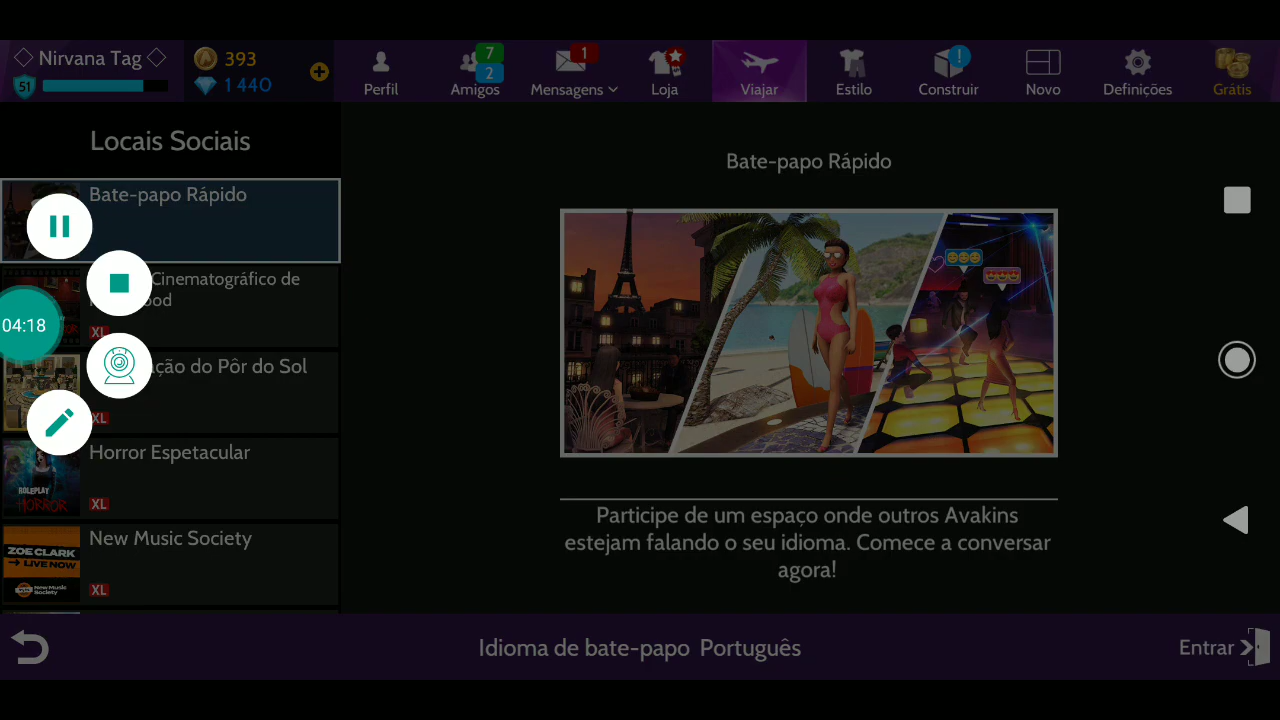 Nirvana Tag
51
393
1 440
Perfil
7
2
Amigos
1
Mensagens
Loja
Viajar
Estilo
Construir
Novo
Definições
Grátis
Locais Sociais
Bate-papo Rápido
Cinematográfico de
ood
XL
ação do Pôr do Sol
XL
Horror Espetacular
ROLEPLAY
HORROR
XL
New Music Society
ZOE CLARK
LIVE NOW
New Music
Society
XL
04:18
Bate-papo Rápido
Participe de um espaço onde outros Avakins
estejam falando o seu idioma. Comece a conversar
agora!
Idioma de bate-papo Português
Entrar